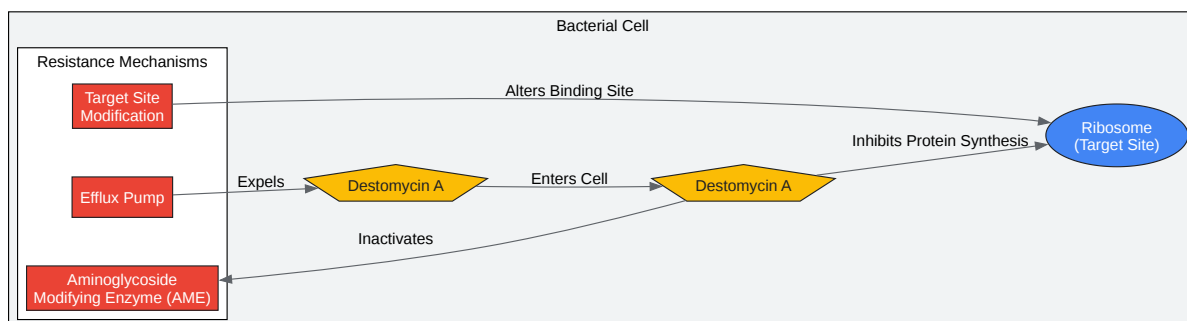 Bacterial Cell
Resistance Mechanisms
Target Site
Modification
Alters Binding Site
Ribosome
(Target Site)
Inhibits Protein Synthesis
Efflux Pump
Expels
Destomycin A
Enters Cell
Destomycin A
Inactivates
Aminoglycoside
Modifying Enzyme (AME)